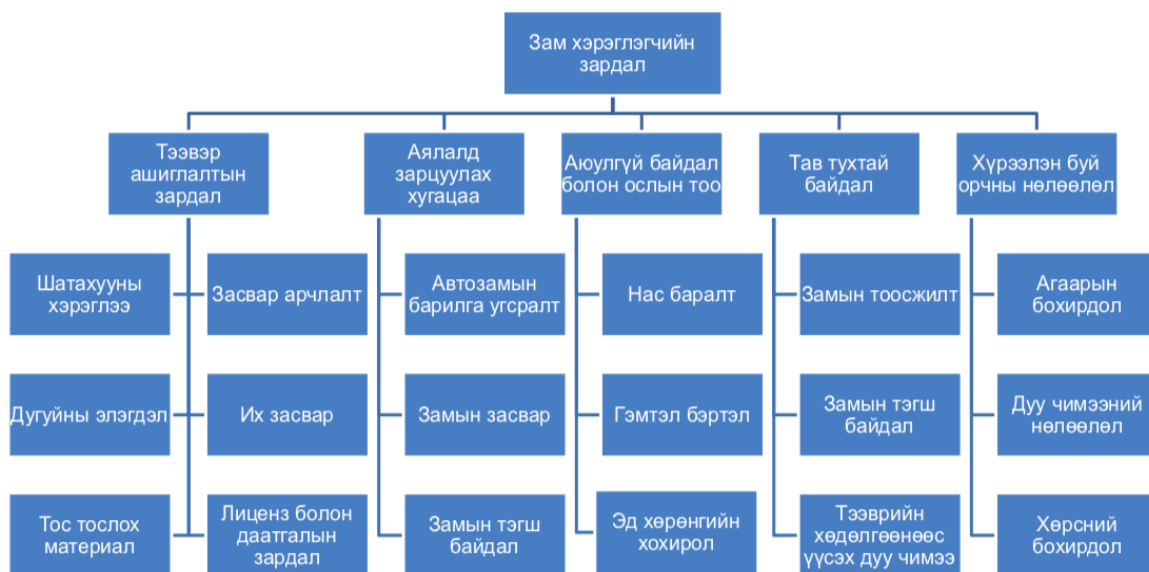 Зам хэрэглэгчийн
зардал
Тээвэр
ашиглалтын
зардал
Аялалд
зарцуулах
хугацаа
Аюулгүй байдал
болон ослын тоо
Тав тухтай
байдал
Хүрээлэн буй
орчны нөлөөлөл
Шатахууны
хэрэглээ
Засвар арчлалт
Автозамын
барилга угсралт
Нас баралт
Замын тоосжилт
Агаарын
бохирдол
Дугуйны элэгдэл
Их засвар
Замын засвар
Гэмтэл бэртэл
Замын тэгш
байдал
Дуу чимээний
нөлөөлөл
Тос тослох
материал
Лиценз болон
даатгалын
зардал
Замын тэгш
байдал
Эд хөрөнгийн
хохирол
Тээврийн
хөдөлгөөнөөс
үүсэх дуу чимээ
Хөрсний
бохирдол